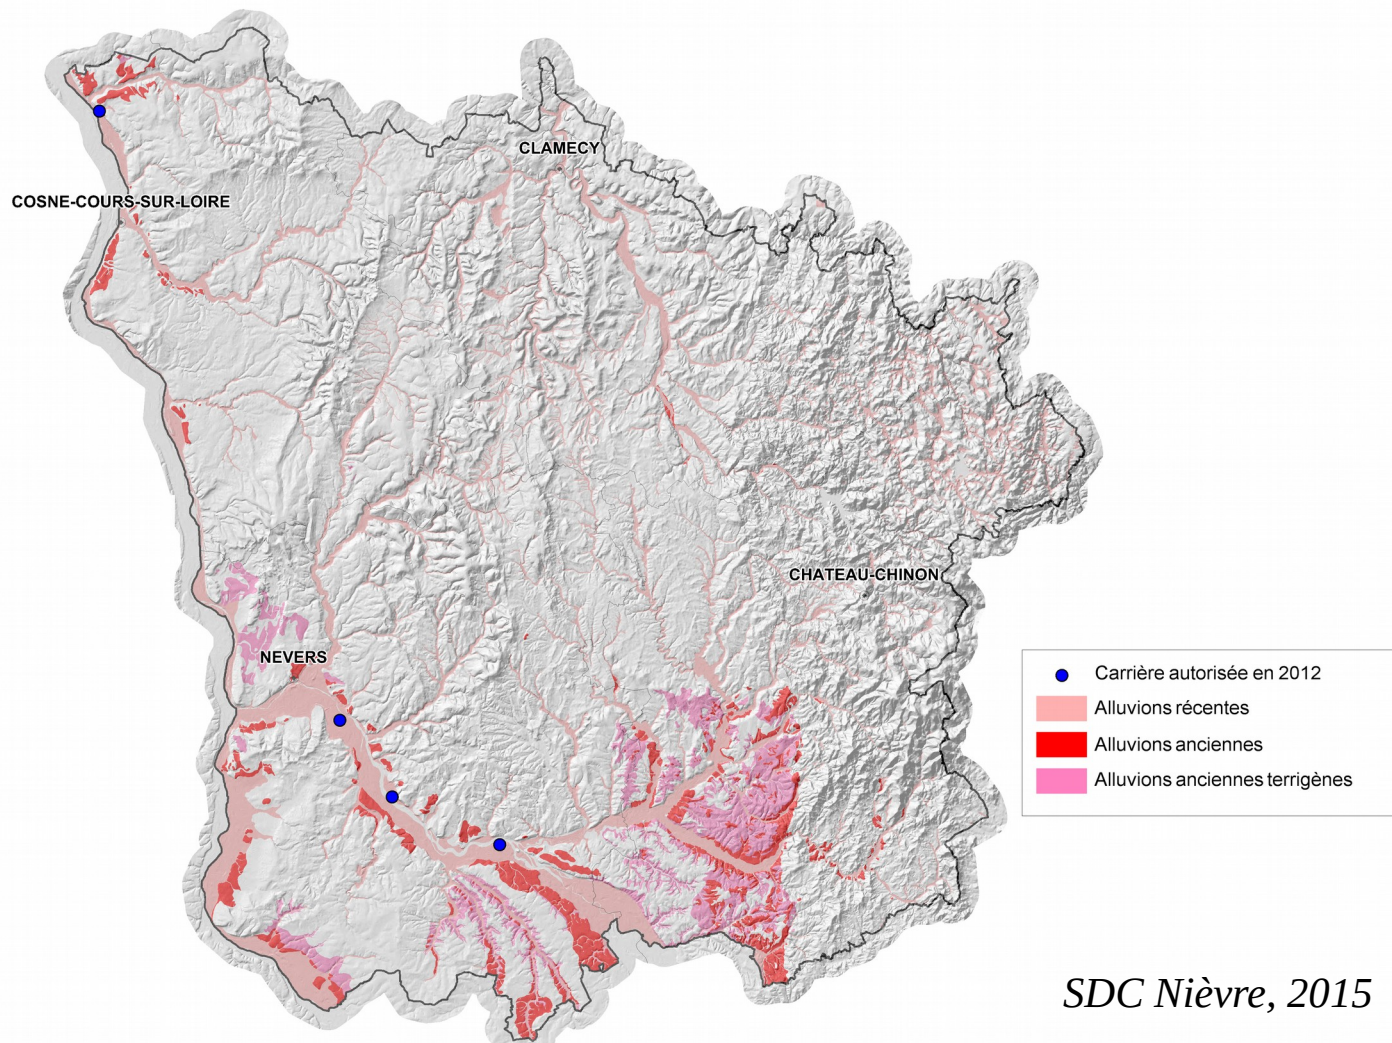 CLAMECY
COSNE-COURS-SUR-LOIRE
CHATEAU-CHINON
NEVERS
Carrière autorisée en 2012
Alluvions récentes
Alluvions anciennes
Alluvions anciennes terrigènes
SDC Nièvre, 2015